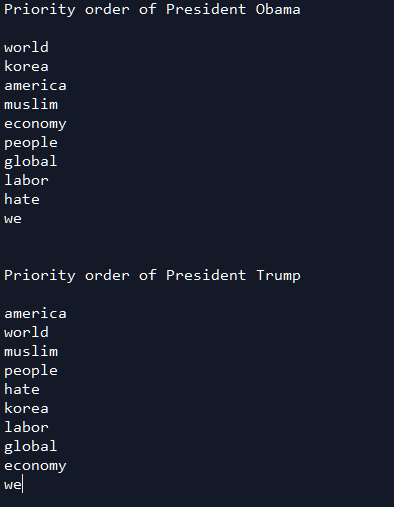 Priority order of President Obama
world
korea
america
muslim
economy
people
global
labor
hate
we
Priority order of President Trump
america
world
muslim
people
hate
korea
labor
global
economy
we